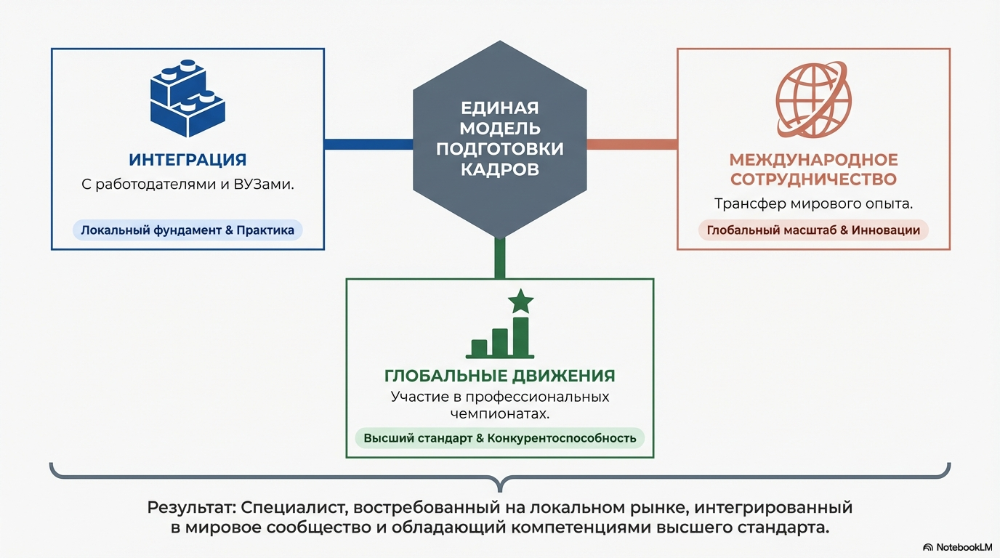 ЕДИНАЯ
МОДЕЛЬ
ПОДГОТОВКИ
КАДРОВ
ИНТЕГРАЦИЯ
С работодателями и ВУЗами.
Локальный фундамент & Практика
МЕЖДУНАРОДНОЕ
СОТРУДНИЧЕСТВО
Трансфер мирового опыта.
Глобальный масштаб & Инновации
ГЛОБАЛЬНЫЕ ДВИЖЕНИЯ
Участие в профессиональных
чемпионатах.
Высший стандарт & Конкурентоспособность
Результат: Специалист, востребованный на локальном рынке, интегрированный
в мировое сообщество и обладающий компетенциями высшего стандарта.
NotebookLM